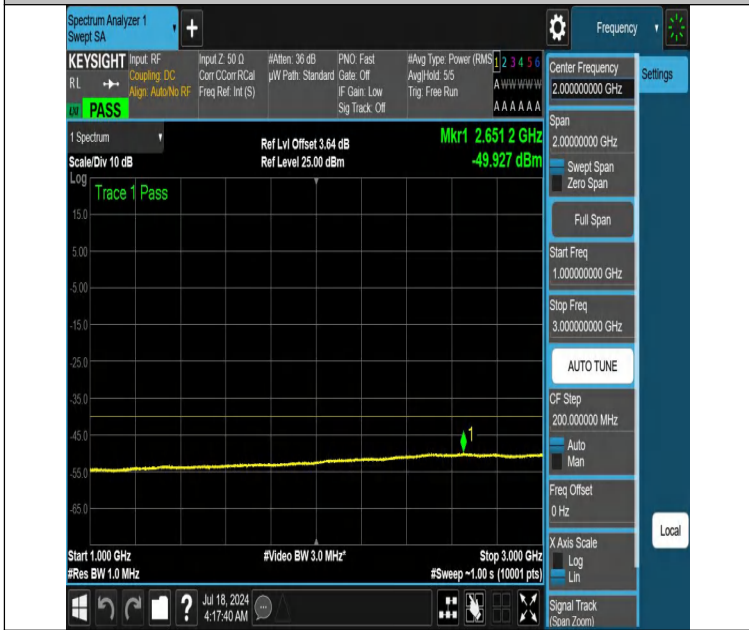 Spectrum Analyzer 1
Swept SA
+
Frequency
KEYSIGHT
RL
Input: RF
Coupling: DC
Align: Auto/No RF
Input Z: 50 Ω
Corr CCorr RCal
Freq Ref: Int (S)
#Atten: 36 dB
µW Path: Standard
PNO: Fast
Gate: Off
IF Gain: Low
Sig Track: Off
#Avg Type: Power (RMS
Avg|Hold: 5/5
Trig: Free Run
1 2 3 4 5 6
A W W W W W
A A A A A A
LXI
PASS
1 Spectrum
Scale/Div 10 dB
Ref Lvl Offset 3.64 dB
Ref Level 25.00 dBm
Mkr1 2.651 2 GHz
-49.927 dBm
Log
Trace 1 Pass
15.0
5.00
-5.00
-15.0
-25.0
-35.0
-45.0
-55.0
-65.0
1
Start 1.000 GHz
#Res BW 1.0 MHz
#Video BW 3.0 MHz*
Stop 3.000 GHz
#Sweep ~1.00 s (10001 pts)
?
Jul 18, 2024
4:17:40 AM
Center Frequency
2.000000000 GHz
Settings
Span
2.00000000 GHz
Swept Span
Zero Span
Full Span
Start Freq
1.000000000 GHz
Stop Freq
3.000000000 GHz
AUTO TUNE
CF Step
200.000000 MHz
Auto
Man
Freq Offset
0 Hz
Local
X Axis Scale
Log
Lin
Signal Track
(Span Zoom)